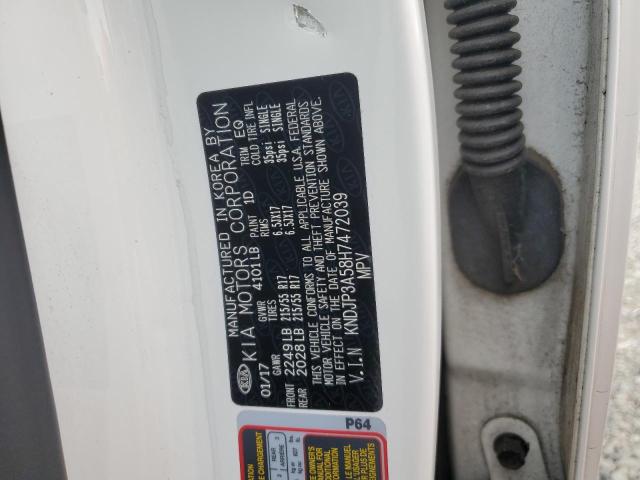 MANUFACTURED IN KOREA BY
KIA KIA MOTORS CORPORATION
01/17 GVWR 4101LB PAINT 1D TRIM EQ
GAWR TIRES RIMS COLD TIRE INFL
FRONT 2249LB 215/55 R17 6.5JX17 35psi SINGLE
REAR 2028LB 215/55 R17 6.5JX17 35psi SINGLE
THIS VEHICLE CONFORMS TO ALL APPLICABLE U.S.A. FEDERAL
MOTOR VEHICLE SAFETY AND THEFT PREVENTION STANDARDS
IN EFFECT ON THE DATE OF MANUFACTURE SHOWN ABOVE.
V.I.N KNDJP3A58H7472039
MPV
P64